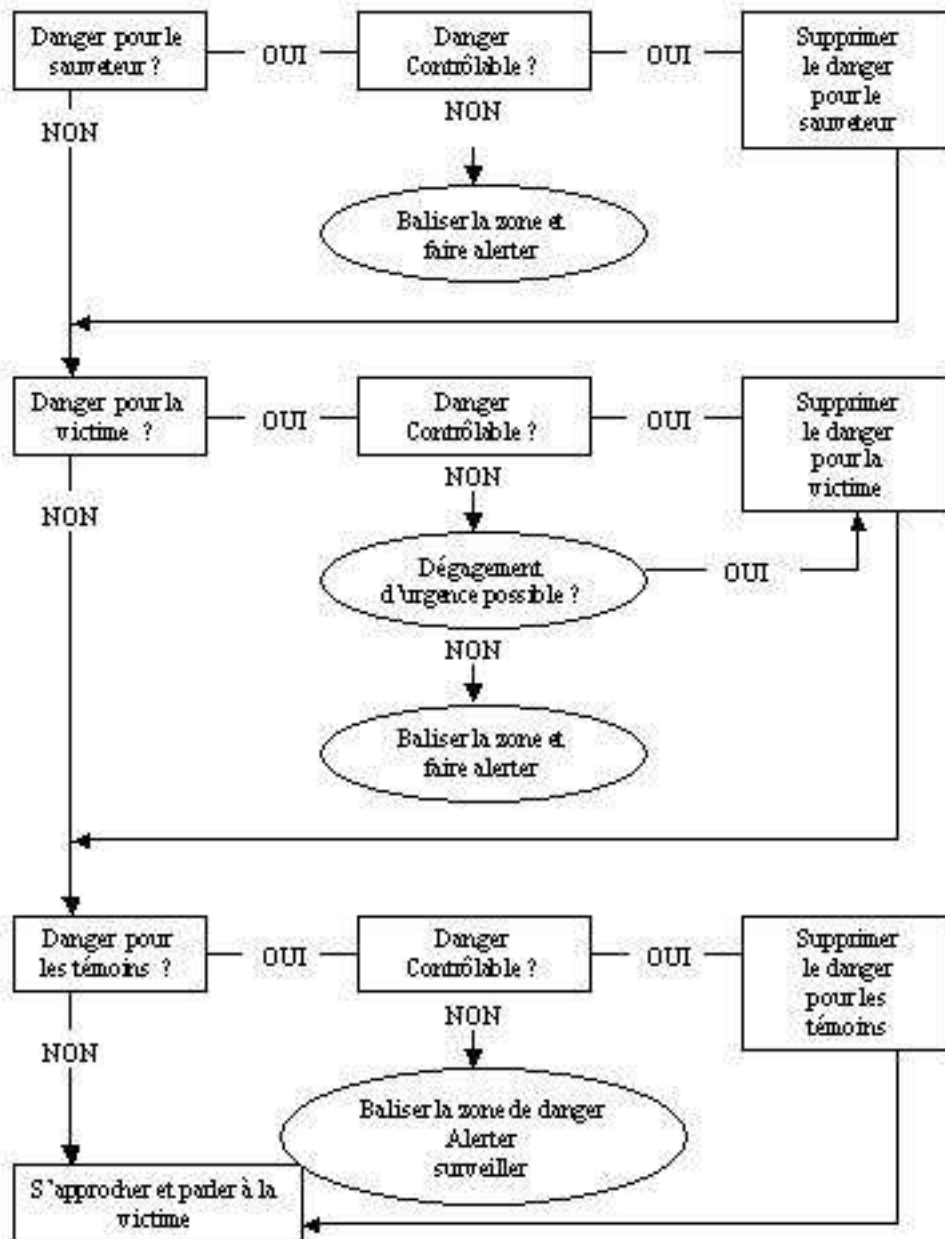 Danger pour le
sauveteur ?
OUI
Danger
Contrôlable ?
OUI
Supprimer
le danger
pour le
sauveteur
NON
NON
Baliser la zone et
faire alerter
Danger pour la
victime ?
OUI
Danger
Contrôlable ?
OUI
Supprimer
le danger
pour la
victime
NON
NON
Dégagement
d'urgence possible ?
OUI
NON
Baliser la zone et
faire alerter
Danger pour
les témoins ?
OUI
Danger
Contrôlable ?
OUI
Supprimer
le danger
pour les
témoins
NON
NON
Baliser la zone de danger
Alerter
surveiller
S'approcher et parler à la
victime